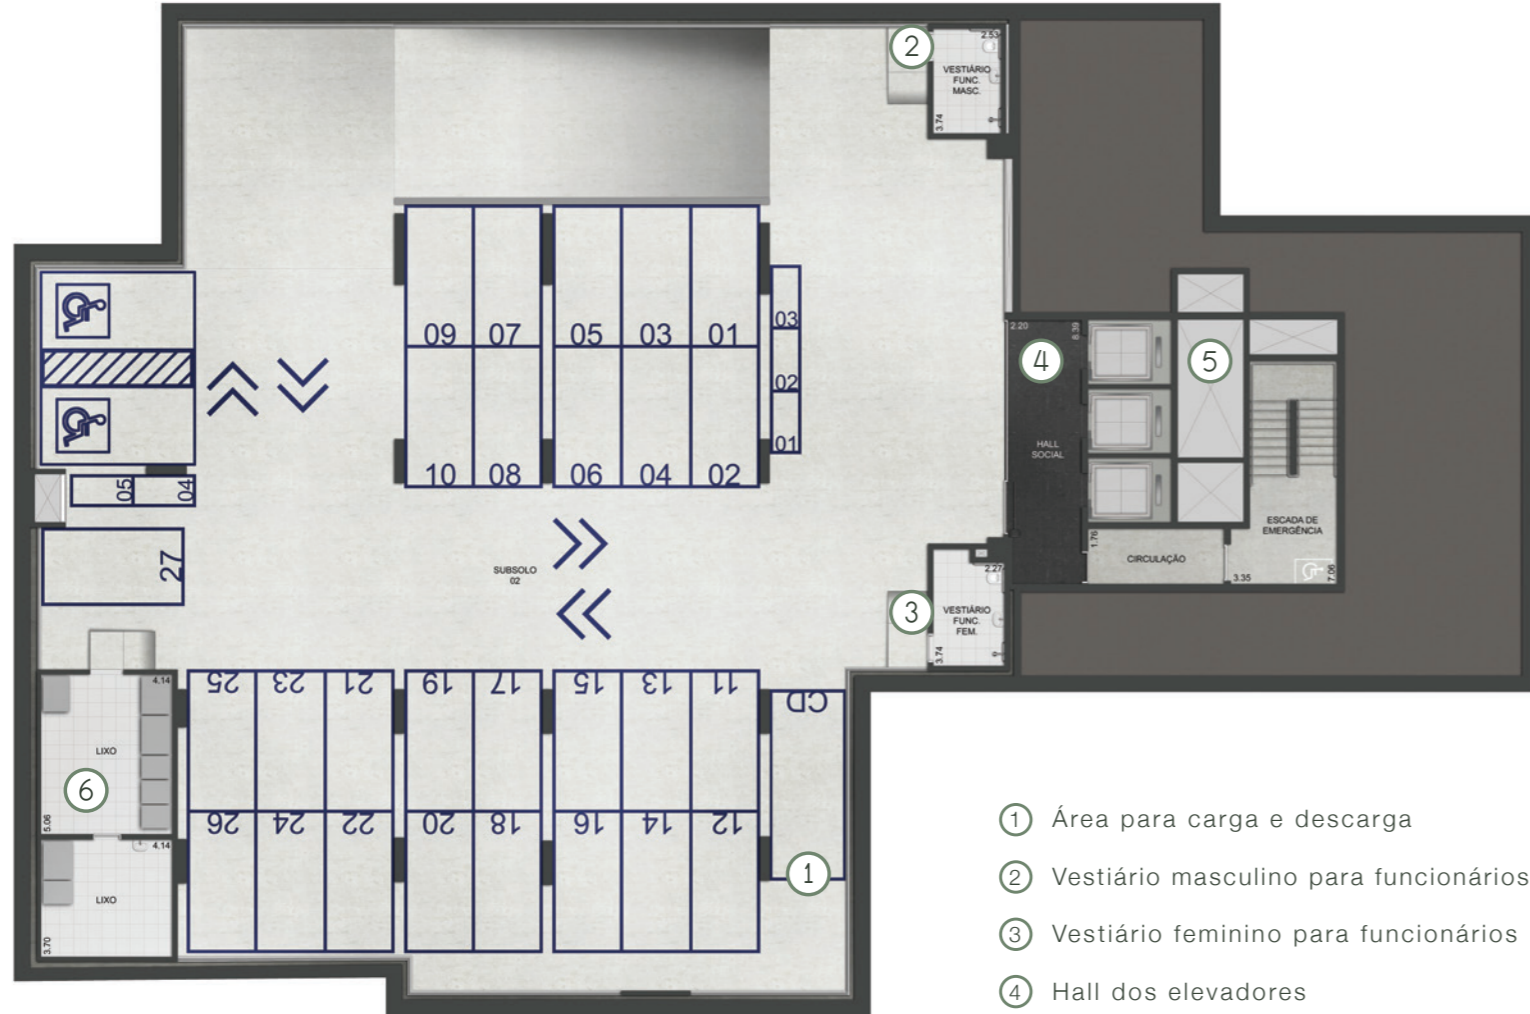 2
2.53
VESTIÁRIO
FUNC.
MASC.
3.74
09 07 05 03 01
03
02
01
10 08 06 04 02
2.20
8.39
4
5
HALL
SOCIAL
05 04
27
SUBSOLO
02
ESCADA DE
EMERGÊNCIA
1.76
CIRCULAÇÃO
3.35
7.06
2.27
3
VESTIÁRIO
FUNC.
FEM.
3.74
4.14
25 23 21 19 17 15 13 11
CD
LIXO
6
5.06
26 24 22 20 18 16 14 12
1
4.14
LIXO
3.70
1 Área para carga e descarga
2 Vestiário masculino para funcionários
3 Vestiário feminino para funcionários
4 Hall dos elevadores